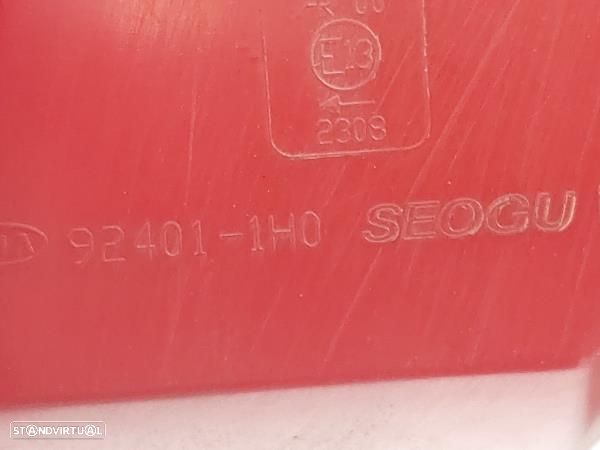 E13
2308
92401-1H0 SEOGU
STANDVIRTUAL